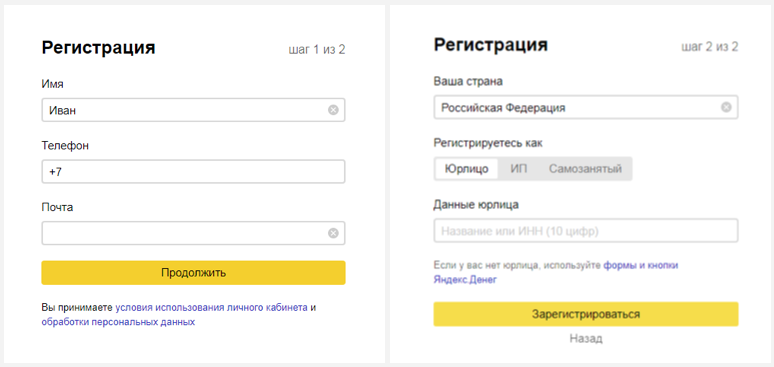 Регистрация
шаг 1 из 2
Имя
Иван
Телефон
+7
Почта
Продолжить
Вы принимаете условия использования личного кабинета и
обработки персональных данных
Регистрация
шаг 2 из 2
Ваша страна
Российская Федерация
Регистрируетесь как
Юрлицо ИП Самозанятый
Данные юрлица
Название или ИНН (10 цифр)
Если у вас нет юрлица, используйте формы и кнопки
Яндекс.Денег
Зарегистрироваться
Назад